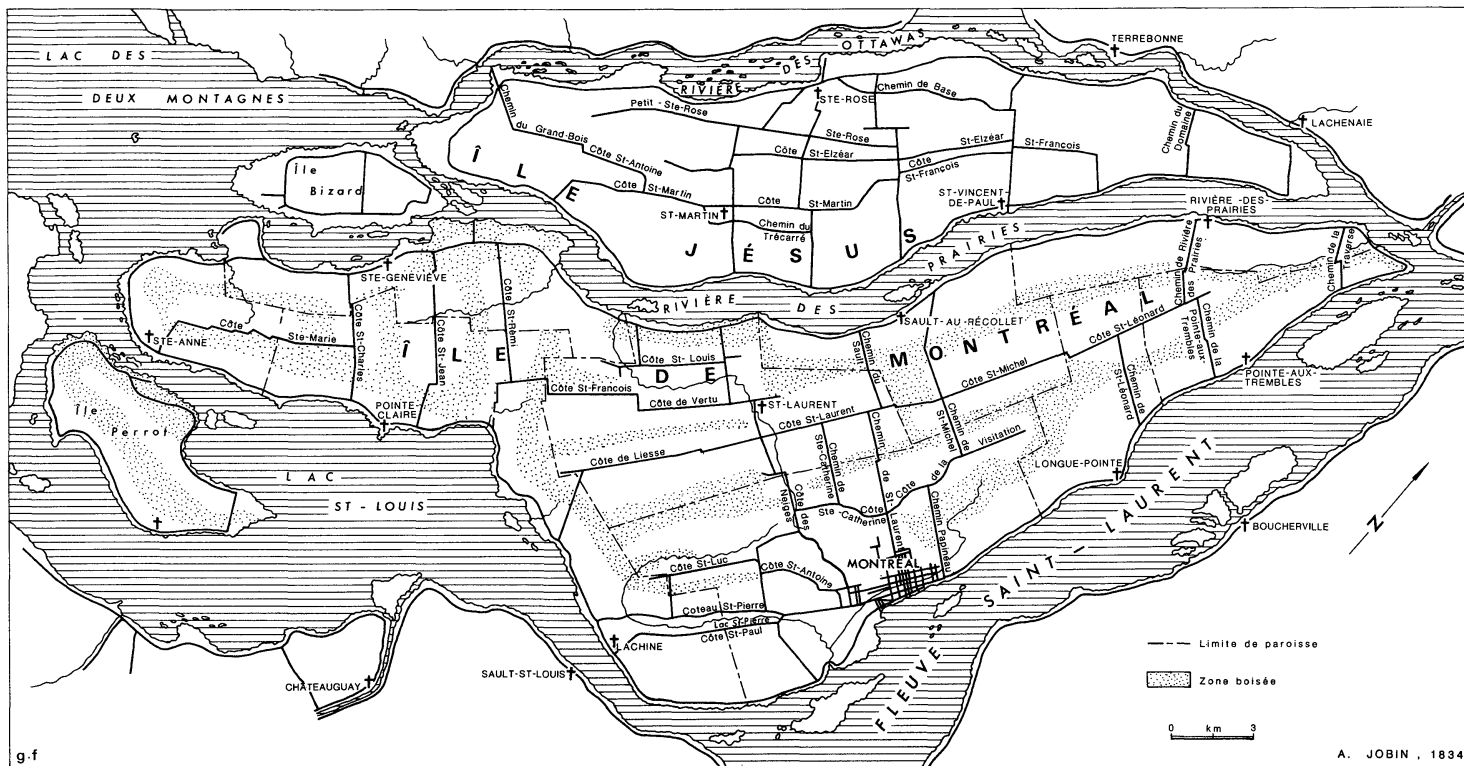 LAC DES
DEUX MONTAGNES
RIVIÈRE DES OTTAWAS
TERREBONNE
LACHENAIE
Île
Bizard
Chemin du Grand-Bois
Petit-Ste-Rose
STE-ROSE
Chemin de Base
Ste-Rose
Côte St-Antoine
Côte St-Elzéar
St-Elzéar
St-François
Côte
St-François
Chemin du
Domaine
Côte St-Martin
Côte St-Martin
ST-MARTIN
Chemin du
Trécarré
ST-VINCENT-
DE-PAUL
ÎLE
JÉSUS
RIVIÈRE-DES-
PRAIRIES
RIVIÈRE DES PRAIRIES
STE-GENEVIÈVE
STE-ANNE
Côte Ste-Marie
Côte St-Charles
Côte St-Jean
Côte St-Rémi
ÎLE DE MONTRÉAL
POINTE-
CLAIRE
Île
Perrot
LAC
ST-LOUIS
Côte St-Louis
Côte St-François
Côte de Vertu
ST-LAURENT
Côte de Liesse
Côte St-Laurent
Chemin du
Sault
SAULT-AU-RÉCOLLET
Côte St-Michel
Côte St-Léonard
Chemin de Rivière
des Prairies
Chemin de la
Traverse
Chemin de la
Pointe-aux
Trembles
Chemin de
St-Léonard
POINTE-AUX-
TREMBLES
Chemin de
St-Michel
Côte de la Visitation
Chemin de
Ste-Catherine
Côte
Ste-Catherine
Côte des
Neiges
Chemin de St-
Laurent
Chemin Papineau
LONGUE-POINTE
BOUCHERVILLE
MONTRÉAL
Côte St-Luc
Côte St-Antoine
Coteau St-Pierre
Lac St-Pierre
Côte St-Paul
LACHINE
SAULT-ST-LOUIS
CHÂTEAUGUAY
FLEUVE SAINT-LAURENT
N
Limite de paroisse
Zone boisée
0 km 3
g.f
A. JOBIN, 1834